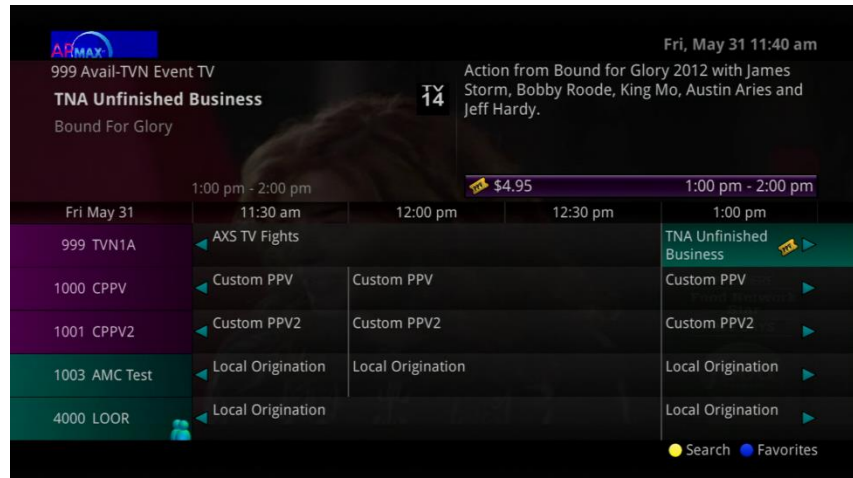 ARMAX
Fri, May 31 11:40 am
999 Avail-TVN Event TV
TNA Unfinished Business
TV
14
Bound For Glory
1:00 pm - 2:00 pm
Action from Bound for Glory 2012 with James
Storm, Bobby Roode, King Mo, Austin Aries and
Jeff Hardy.
$4.95 1:00 pm - 2:00 pm
Fri May 31 11:30 am 12:00 pm 12:30 pm 1:00 pm
999 TVN1A AXS TV Fights TNA Unfinished
Business
1000 CPPV Custom PPV Custom PPV Custom PPV
1001 CPPV2 Custom PPV2 Custom PPV2 Custom PPV2
1003 AMC Test Local Origination Local Origination Local Origination
4000 LOOR Local Origination Local Origination
Search Favorites